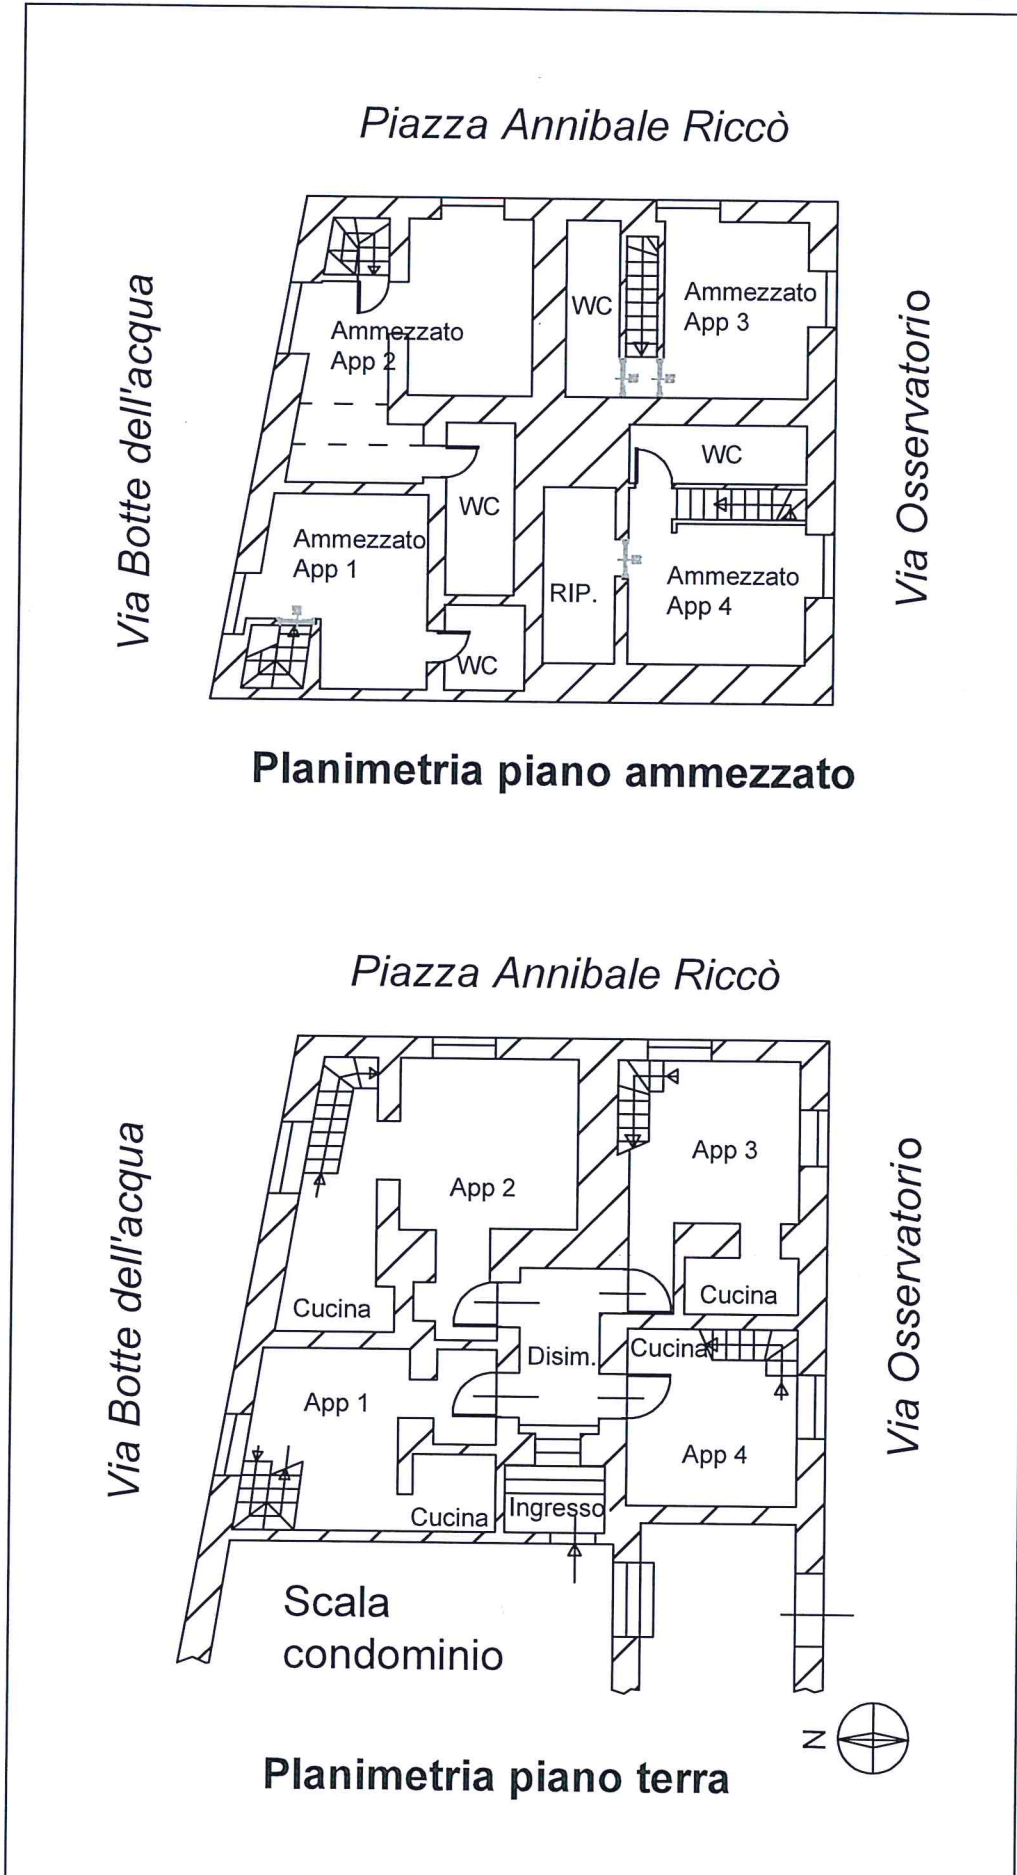 Piazza Annibale Riccò
Via Botte dell'acqua
Via Osservatorio
WC
Ammezzato
App 3
Ammezzato
App 2
WC
WC
Ammezzato
App 1
RIP.
Ammezzato
App 4
WC
Planimetria piano ammezzato
Piazza Annibale Riccò
Via Botte dell'acqua
Via Osservatorio
App 3
App 2
Cucina
Cucina
Disim.
Cucina
App 1
App 4
Cucina
Ingresso
Scala
condominio
N
Planimetria piano terra